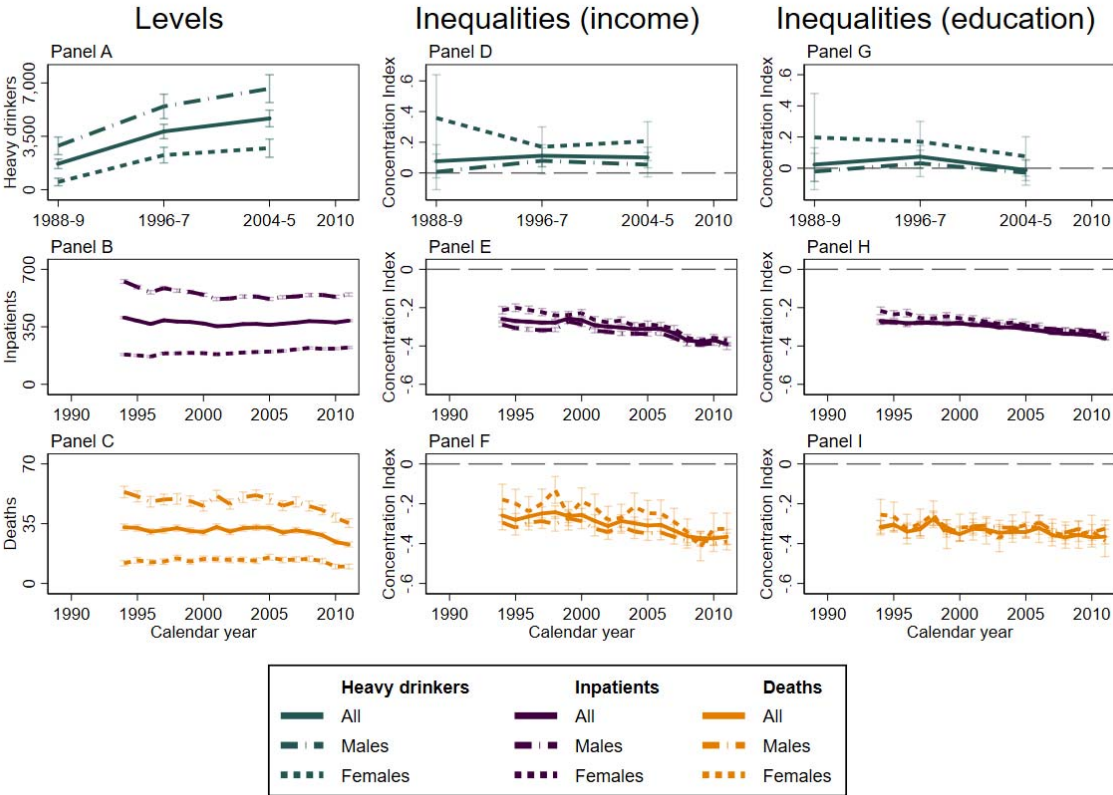 Levels
Inequalities (income)
Inequalities (education)
Panel A
Heavy drinkers
7,000
3,500
0
1988-9 1996-7 2004-5 2010
Panel D
Concentration Index
.6
.4
.2
0
1988-9 1996-7 2004-5 2010
Panel G
Concentration Index
.6
.4
.2
0
1988-9 1996-7 2004-5 2010
Panel B
Inpatients
700
350
0
1990 1995 2000 2005 2010
Panel E
Concentration Index
0
-.2
-.4
-.6
1990 1995 2000 2005 2010
Panel H
Concentration Index
0
-.2
-.4
-.6
1990 1995 2000 2005 2010
Panel C
Deaths
70
35
0
1990 1995 2000 2005 2010
Calendar year
Panel F
Concentration Index
0
-.2
-.4
-.6
1990 1995 2000 2005 2010
Calendar year
Panel I
Concentration Index
0
-.2
-.4
-.6
1990 1995 2000 2005 2010
Calendar year
Heavy drinkers Inpatients Deaths
All All All
Males Males Males
Females Females Females